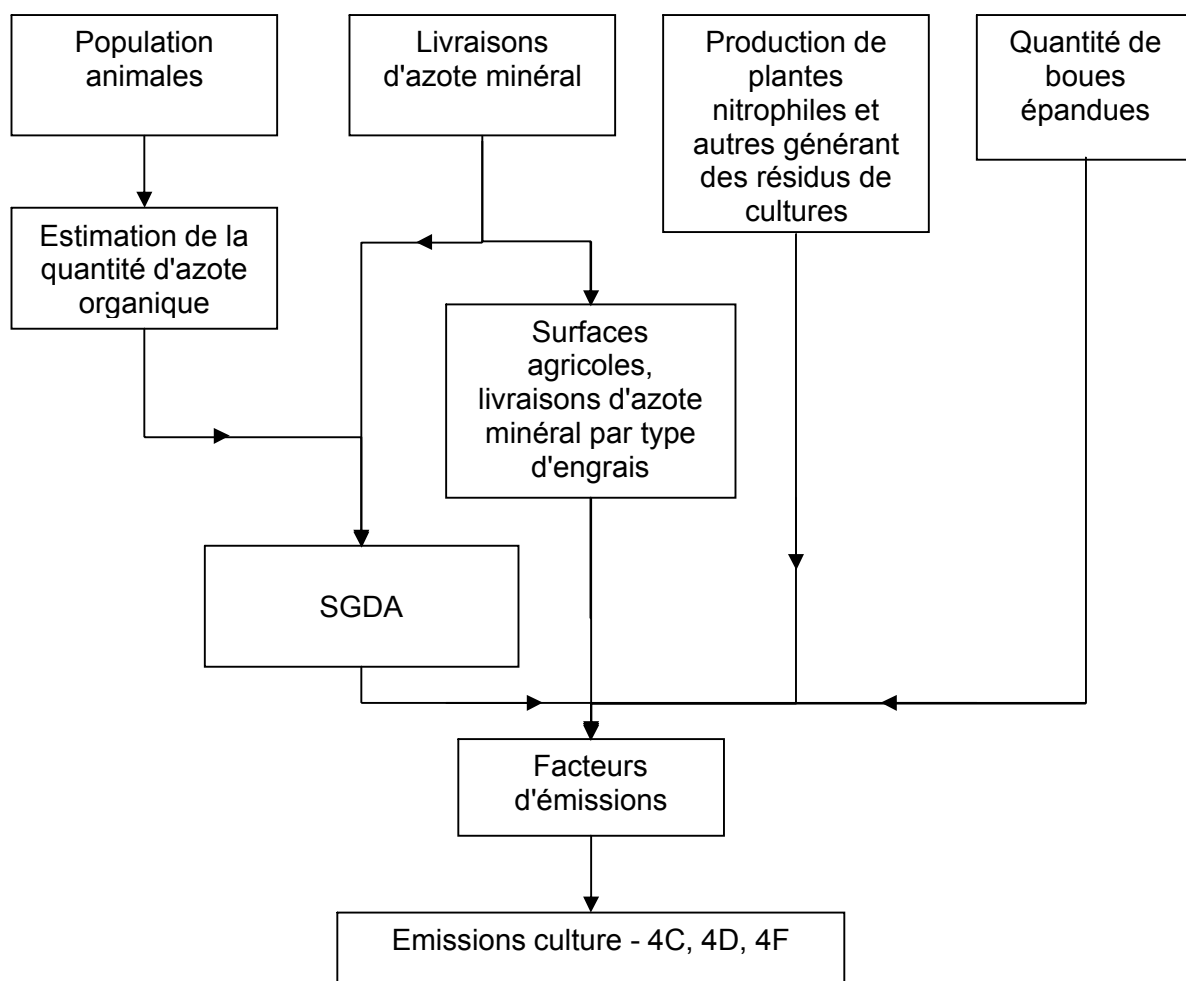 Population
animales
Livraisons
d'azote minéral
Production de
plantes
nitrophiles et
autres générant
des résidus de
cultures
Quantité de
boues
épandues
Estimation de la
quantité d'azote
organique
Surfaces
agricoles,
livraisons d'azote
minéral par type
d'engrais
SGDA
Facteurs
d'émissions
Emissions culture - 4C, 4D, 4F